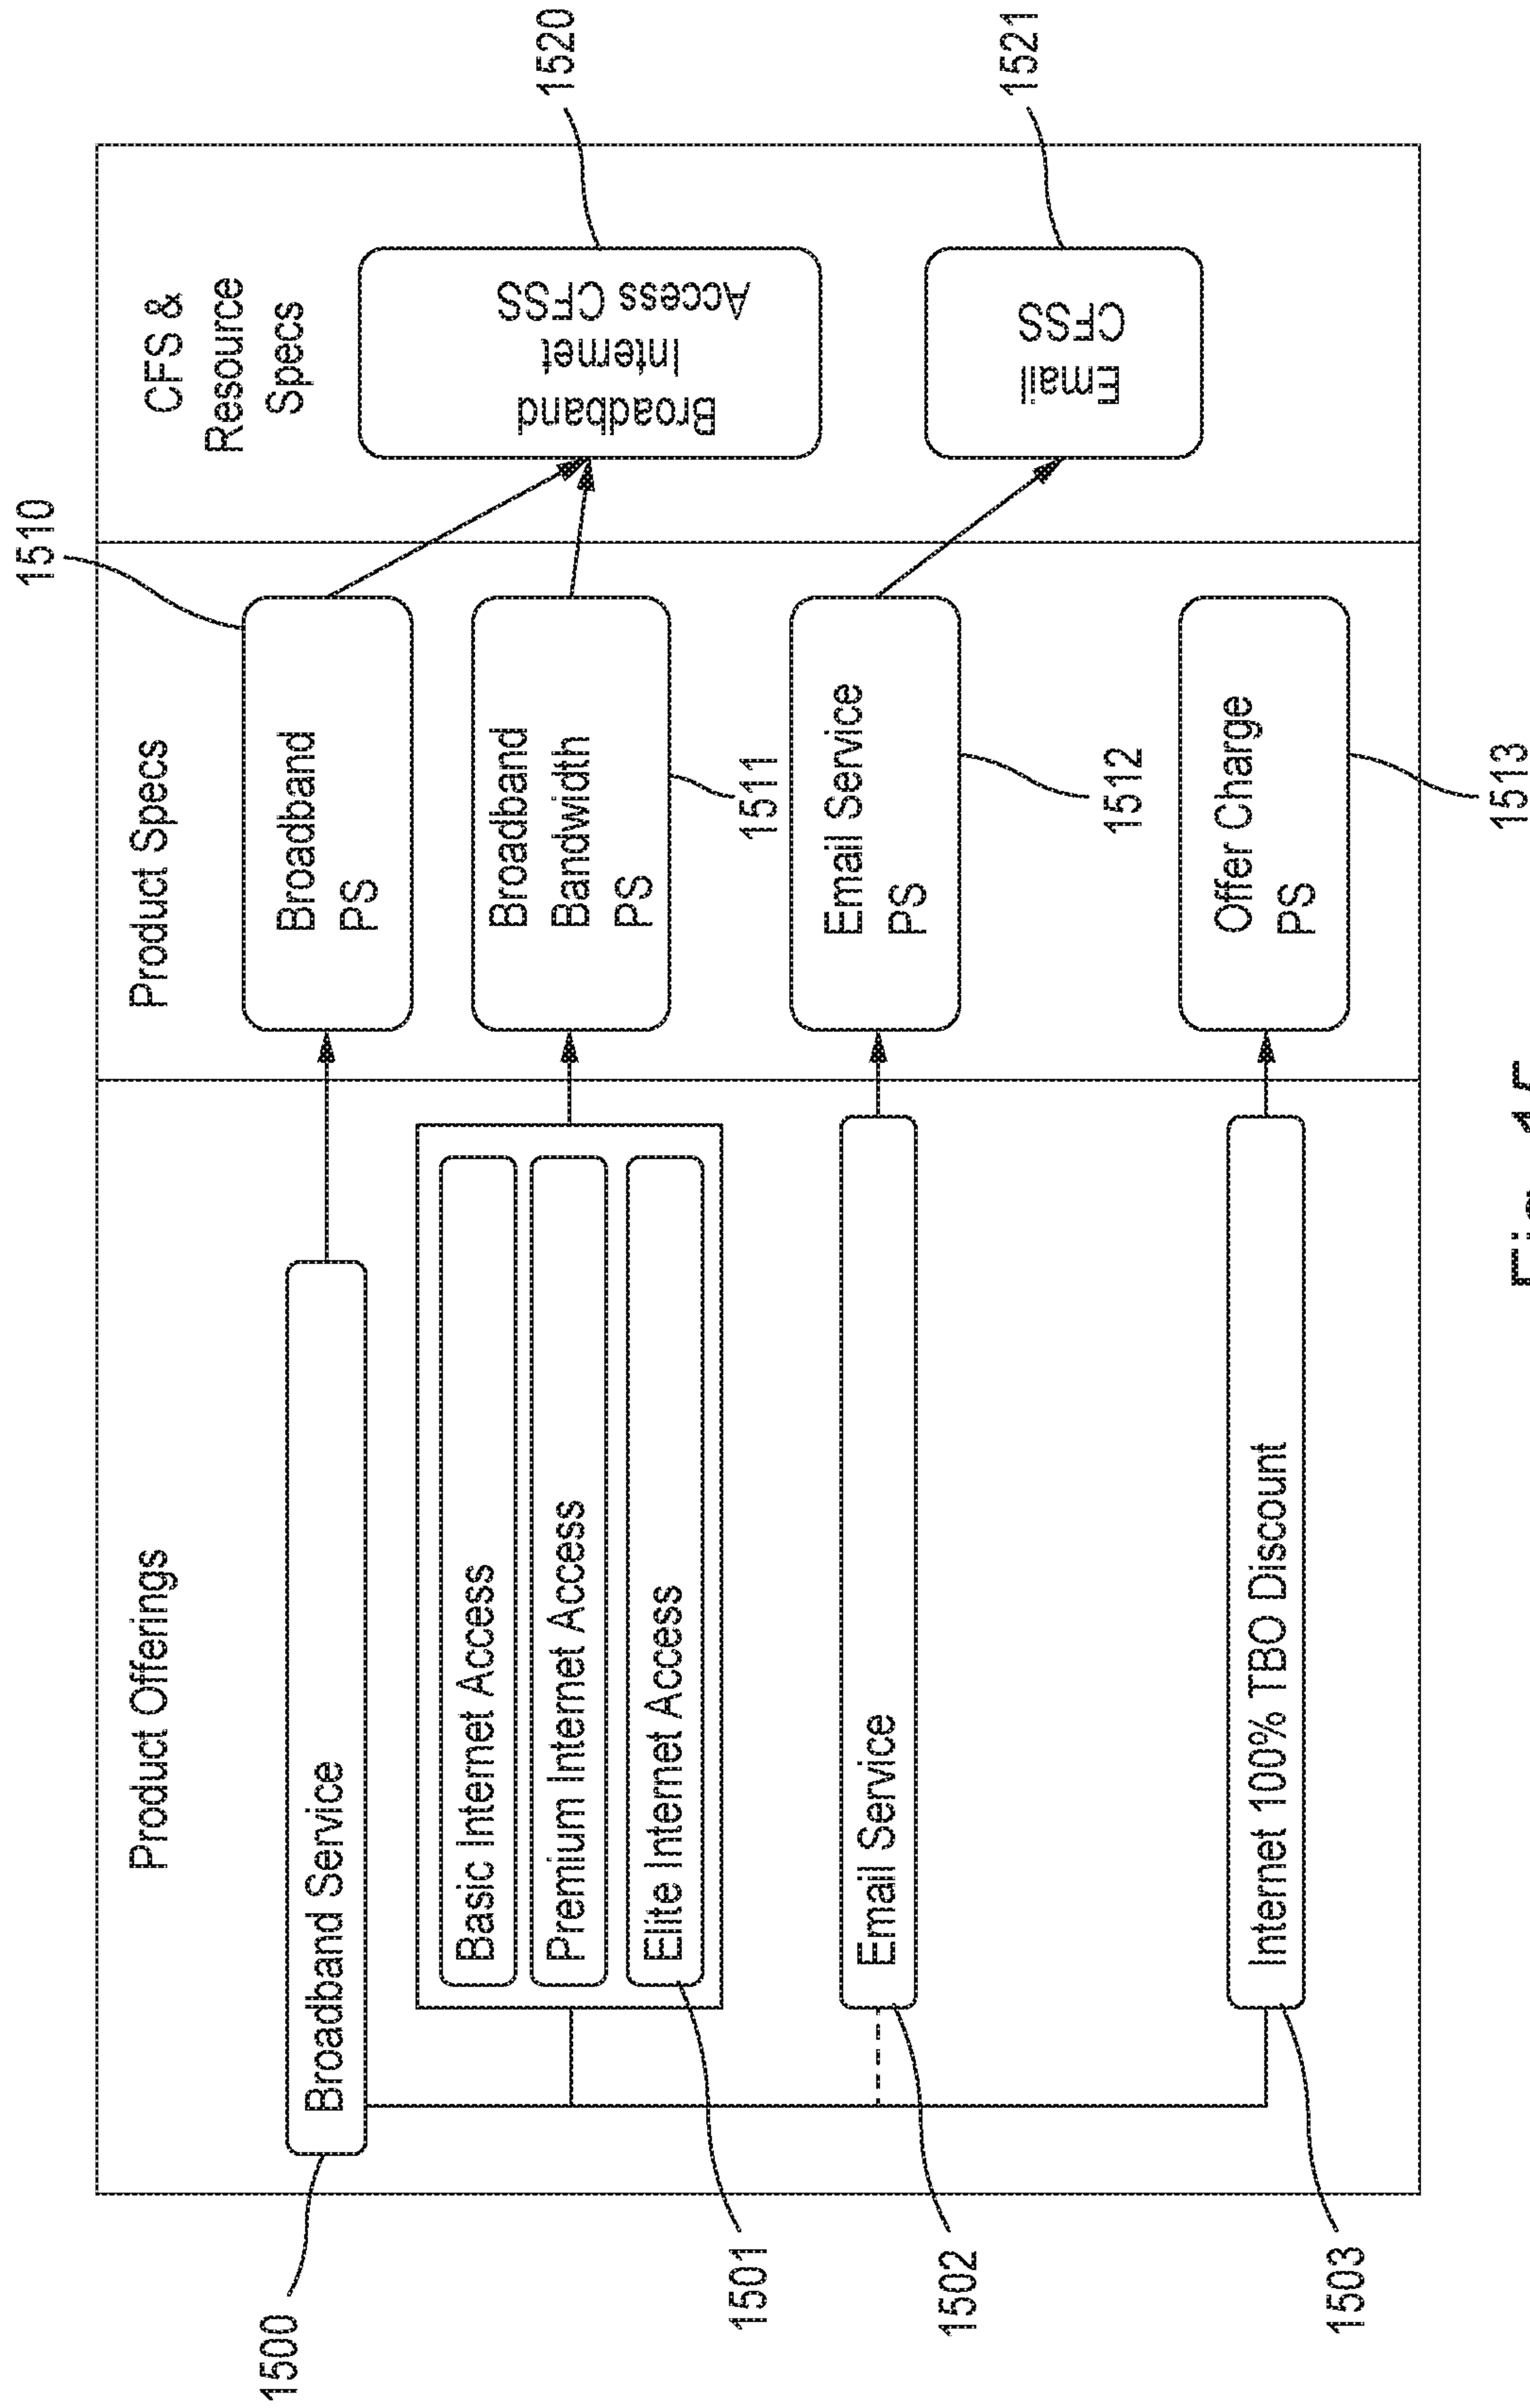 Product Offerings
Product Specs
CFS &
Resource
Specs
1500
Broadband Service
1510
Broadband
PS
1520
Broadband
Internet
Access CFSS
Basic Internet Access
Premium Internet Access
Elite Internet Access
1501
Broadband
Bandwidth
PS
1511
Email Service
1502
Email Service
PS
1512
Email
CFSS
1521
Internet 100% TBO Discount
1503
Offer Charge
PS
1513